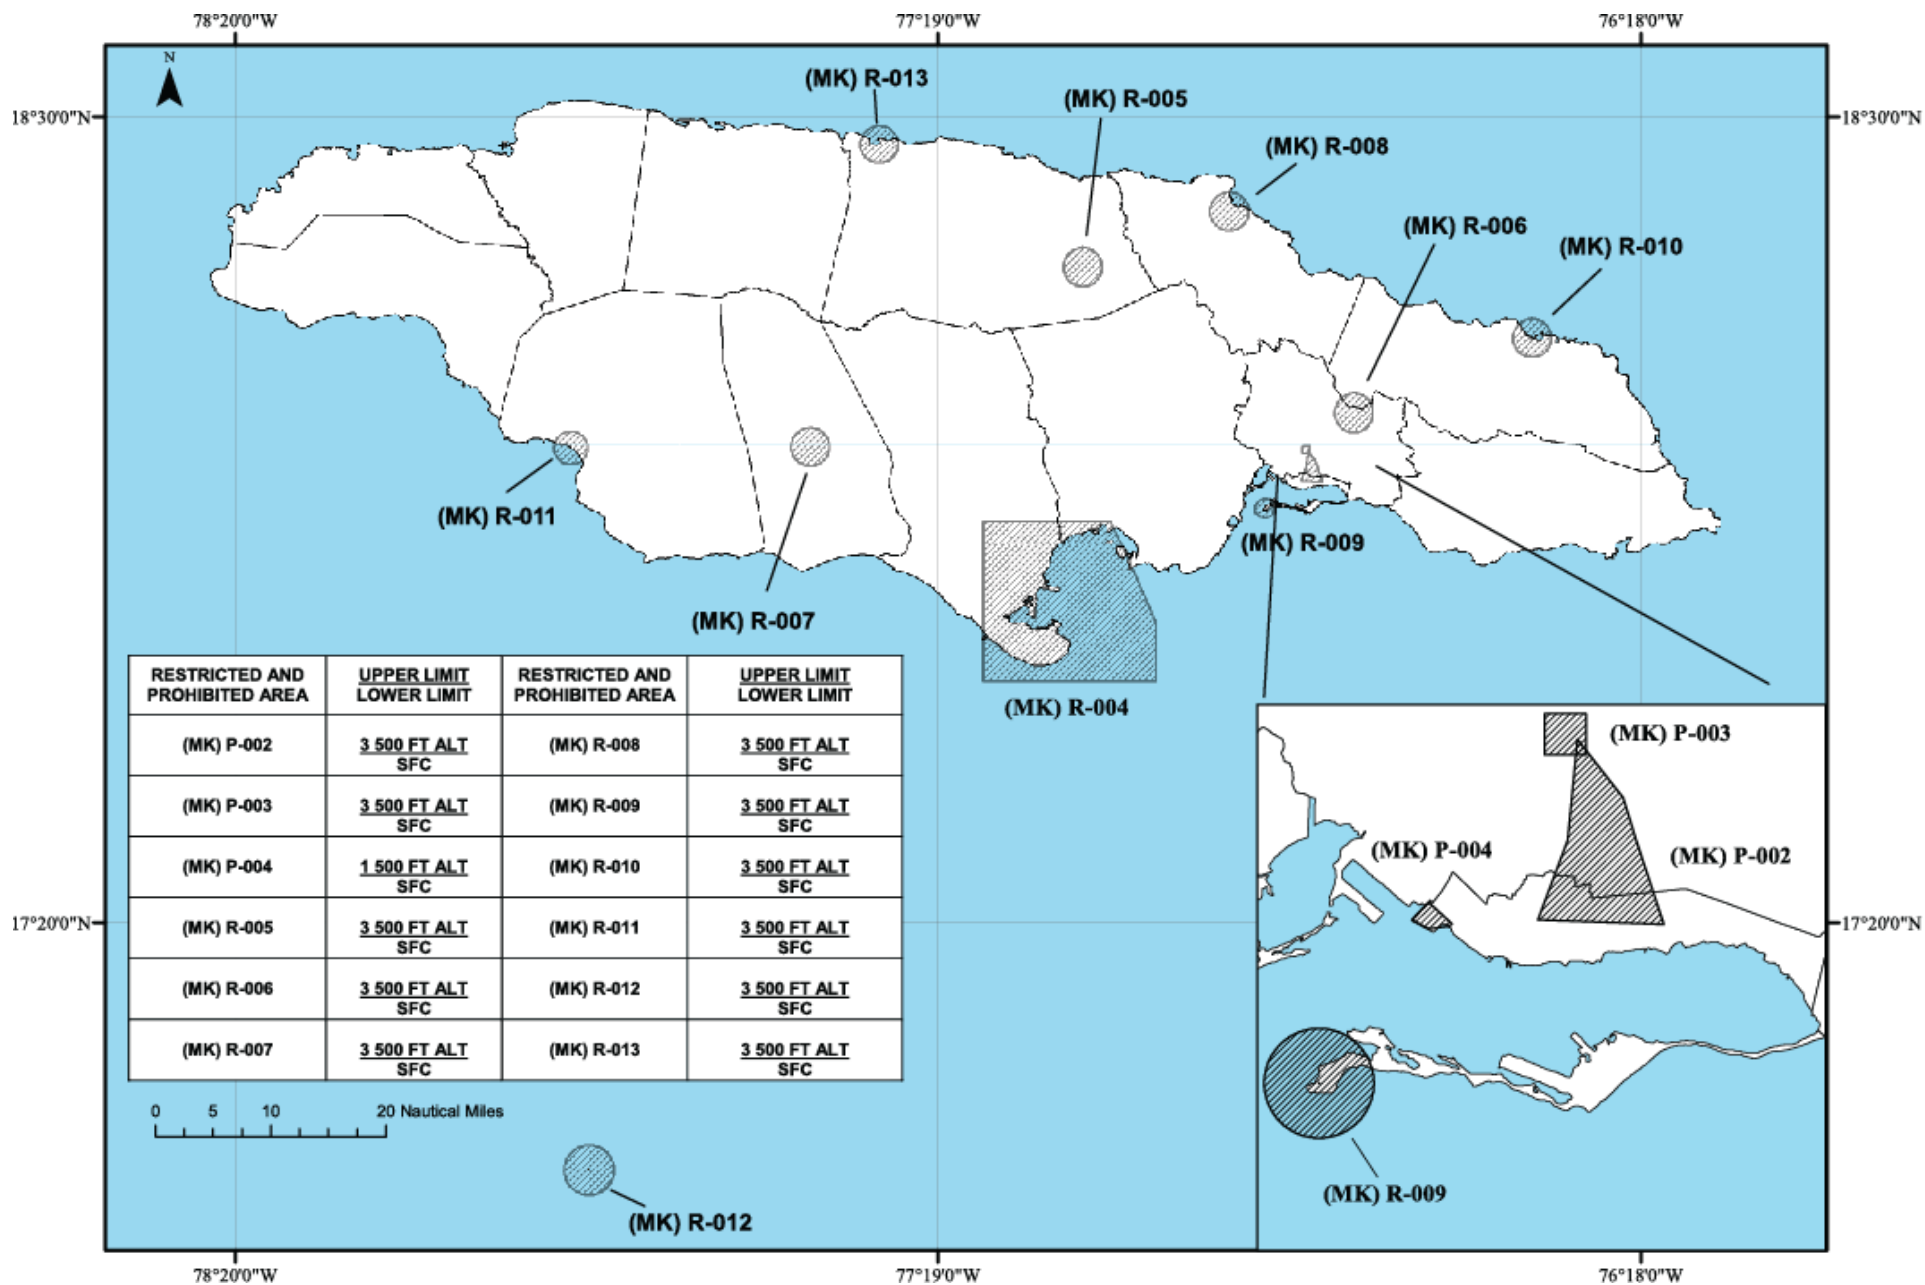 78°20'0"W
77°19'0"W
76°18'0"W
N
(MK) R-013
(MK) R-005
18°30'0"N
18°30'0"N
(MK) R-008
(MK) R-006
(MK) R-010
(MK) R-011
(MK) R-009
(MK) R-007
(MK) R-004
RESTRICTED AND PROHIBITED AREA UPPER LIMIT LOWER LIMIT RESTRICTED AND PROHIBITED AREA UPPER LIMIT LOWER LIMIT
(MK) P-002 3 500 FT ALT SFC (MK) R-008 3 500 FT ALT SFC
(MK) P-003 3 500 FT ALT SFC (MK) R-009 3 500 FT ALT SFC
(MK) P-004 1 500 FT ALT SFC (MK) R-010 3 500 FT ALT SFC
(MK) R-005 3 500 FT ALT SFC (MK) R-011 3 500 FT ALT SFC
(MK) R-006 3 500 FT ALT SFC (MK) R-012 3 500 FT ALT SFC
(MK) R-007 3 500 FT ALT SFC (MK) R-013 3 500 FT ALT SFC
(MK) P-003
(MK) P-004
(MK) P-002
17°20'0"N
17°20'0"N
0 5 10 20 Nautical Miles
(MK) R-009
(MK) R-012
78°20'0"W
77°19'0"W
76°18'0"W